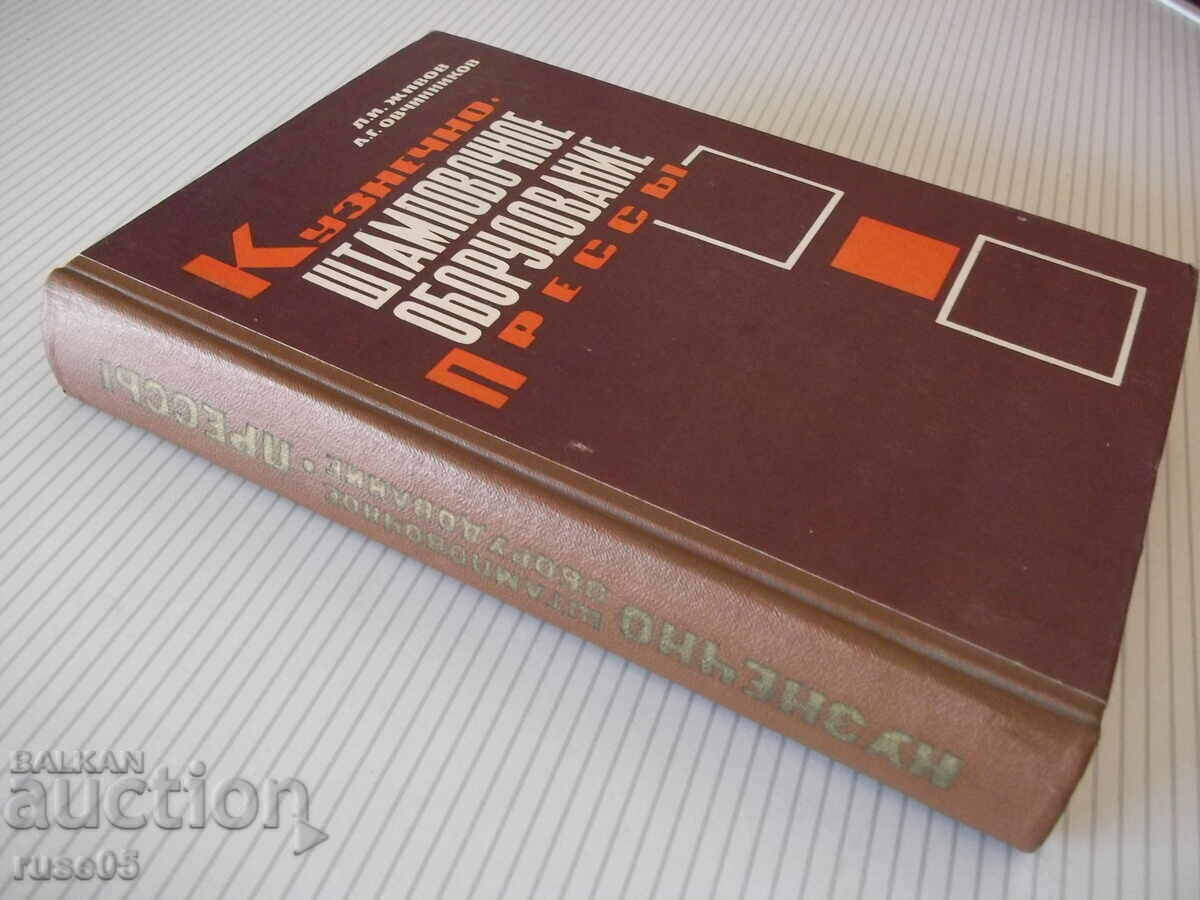 Л.И. ЖИВОВ
А.Г. ОВЧИННИКОВ
КУЗНЕЧНО-
ШТАМПОВОЧНОЕ
ОБОРУДОВАНИЕ
ПРЕССЫ
КУЗНЕЧНО ШТАМПОВОЧНОЕ
ОБОРУДОВАНИЕ · ПРЕССЫ
BALKAN
auction
ruse05